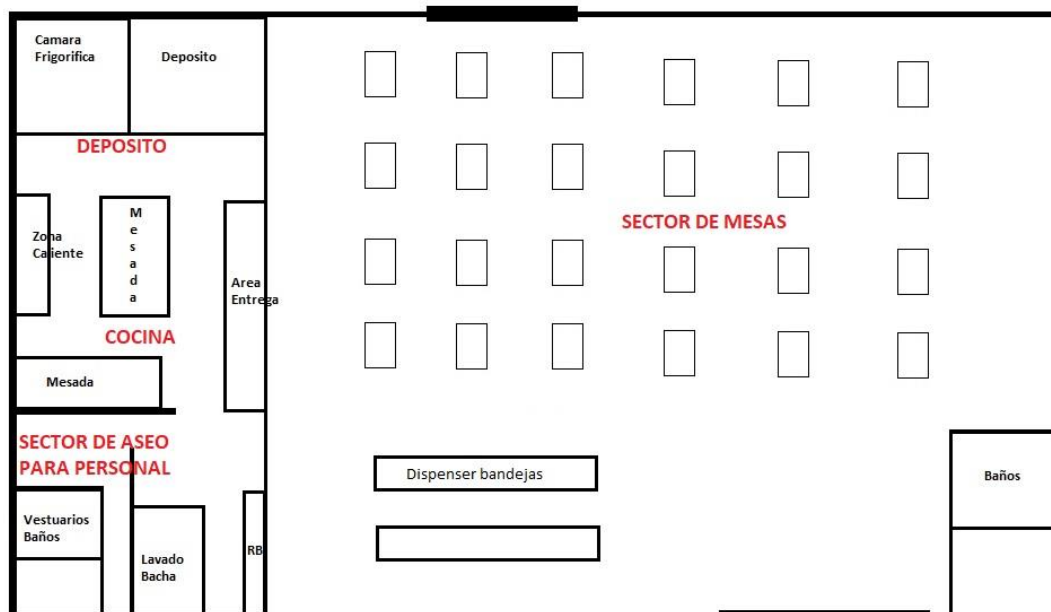 Camara
Frigorifica
Deposito
DEPOSITO
Zona
Caliente
M
e
s
a
d
a
Area
Entrega
COCINA
Mesada
SECTOR DE MESAS
SECTOR DE ASEO
PARA PERSONAL
Vestuarios
Baños
Lavado
Bacha
RB
Dispenser bandejas
Baños